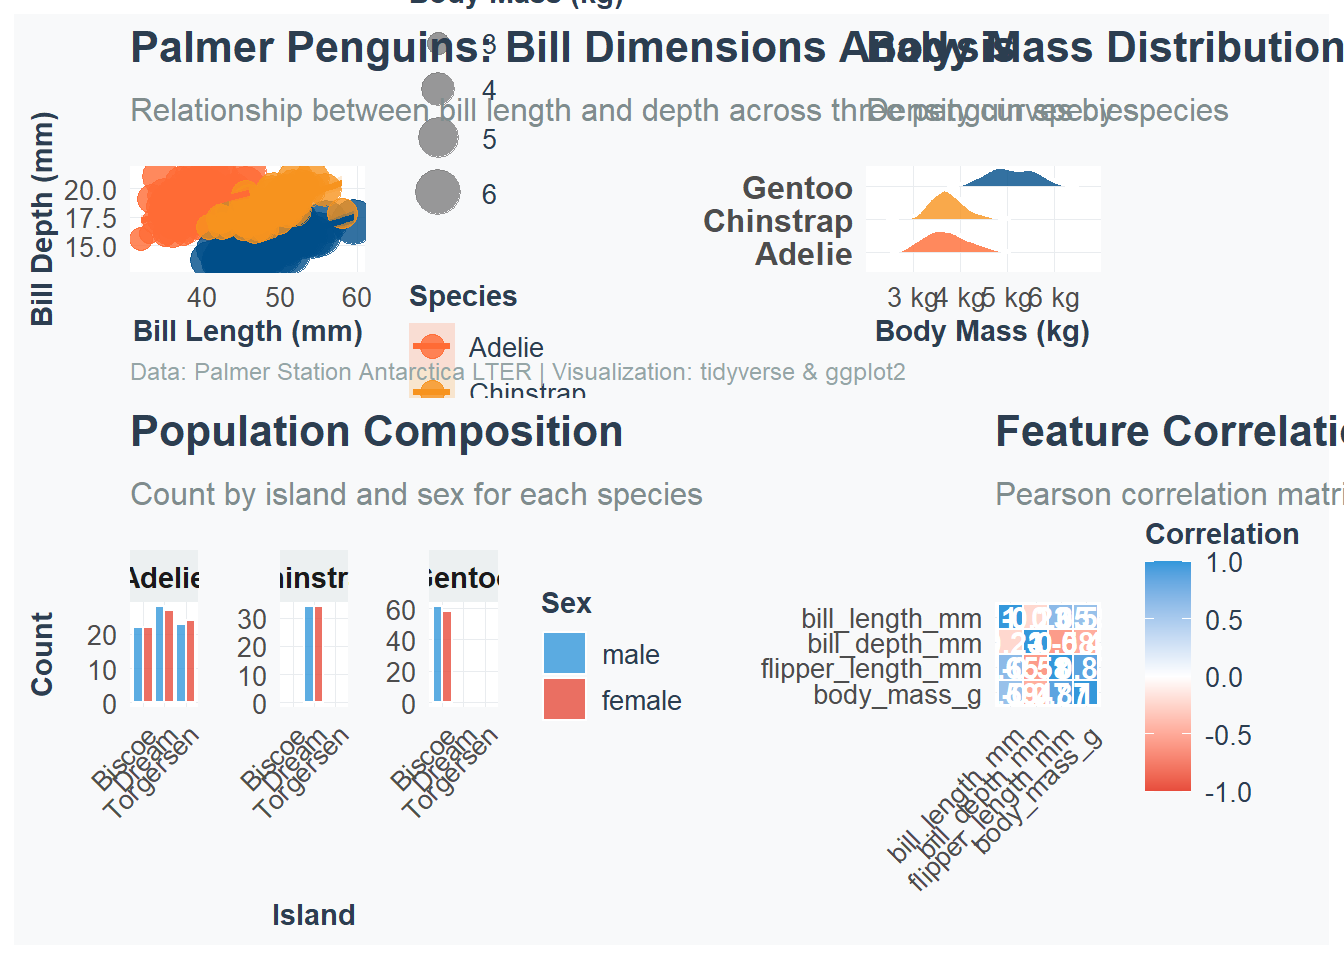 Body Mass (kg)
Palmer Penguins: Bill Dimensions Analysis
Relationship between bill length and depth across three penguin species
3
4
5
6
Bill Depth (mm)
20.0
17.5
15.0
40 50 60
Bill Length (mm)
Species
Adelie
Chinstrap
Data: Palmer Station Antarctica LTER | Visualization: tidyverse & ggplot2
Body Mass Distribution
Density curves by species
Gentoo
Chinstrap
Adelie
3 kg 4 kg 5 kg 6 kg
Body Mass (kg)
Population Composition
Count by island and sex for each species
Adelie
ninstr
Gento
Count
20
10
0
30
20
10
0
60
40
20
0
Biscoe
Dream
Torgersen
Biscoe
Dream
Torgersen
Biscoe
Dream
Torgersen
Island
Sex
male
female
Feature Correlati
Pearson correlation matri
Correlation
1.0
0.5
0.0
-0.5
-1.0
bill_length_mm
bill_depth_mm
flipper_length_mm
body_mass_g
bill_length_mm
bill_depth_mm
flipper_length_mm
body_mass_g